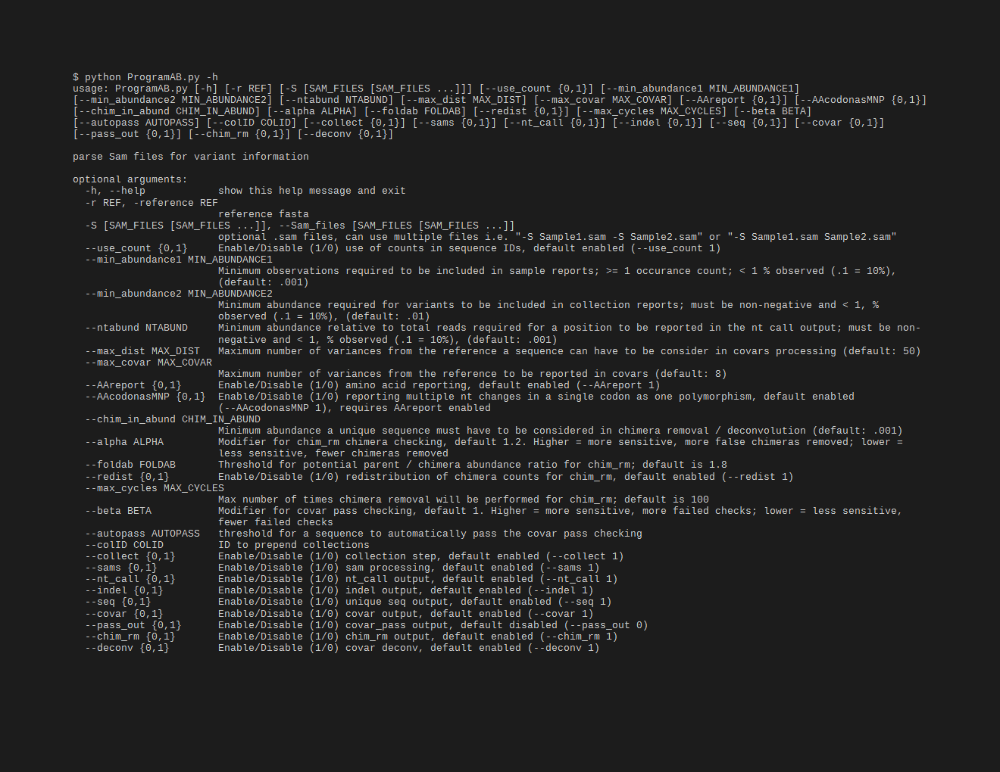 $ python ProgramAB.py -h
usage: ProgramAB.py [-h] [-r REF] [-S [SAM_FILES [SAM_FILES ...]]] [--use_count {0,1}] [--min_abundance1 MIN_ABUNDANCE1]
[--min_abundance2 MIN_ABUNDANCE2] [--ntabund NTABUND] [--max_dist MAX_DIST] [--max_covar MAX_COVAR] [--AAreport {0,1}] [--AAcodonasMNP {0,1}]
[--chim_in_abund CHIM_IN_ABUND] [--alpha ALPHA] [--foldab FOLDAB] [--redist {0,1}] [--max_cycles MAX_CYCLES] [--beta BETA]
[--autopass AUTOPASS] [--colID COLID] [--collect {0,1}] [--sams {0,1}] [--nt_call {0,1}] [--indel {0,1}] [--seq {0,1}] [--covar {0,1}]
[--pass_out {0,1}] [--chim_rm {0,1}] [--deconv {0,1}]

parse Sam files for variant information

optional arguments:
  -h, --help            show this help message and exit
  -r REF, -reference REF
                        reference fasta
  -S [SAM_FILES [SAM_FILES ...]], --Sam_files [SAM_FILES [SAM_FILES ...]]
                        optional .sam files, can use multiple files i.e. "-S Sample1.sam -S Sample2.sam" or "-S Sample1.sam Sample2.sam"
  --use_count {0,1}     Enable/Disable (1/0) use of counts in sequence IDs, default enabled (--use_count 1)
  --min_abundance1 MIN_ABUNDANCE1
                        Minimum observations required to be included in sample reports; >= 1 occurance count; < 1 % observed (.1 = 10%),
                        (default: .001)
  --min_abundance2 MIN_ABUNDANCE2
                        Minimum abundance required for variants to be included in collection reports; must be non-negative and < 1, %
                        observed (.1 = 10%), (default: .01)
  --ntabund NTABUND     Minimum abundance relative to total reads required for a position to be reported in the nt call output; must be non-
                        negative and < 1, % observed (.1 = 10%), (default: .001)
  --max_dist MAX_DIST   Maximum number of variances from the reference a sequence can have to be consider in covars processing (default: 50)
  --max_covar MAX_COVAR
                        Maximum number of variances from the reference to be reported in covars (default: 8)
  --AAreport {0,1}      Enable/Disable (1/0) amino acid reporting, default enabled (--AAreport 1)
  --AAcodonasMNP {0,1}  Enable/Disable (1/0) reporting multiple nt changes in a single codon as one polymorphism, default enabled
                        (--AAcodonasMNP 1), requires AAreport enabled
  --chim_in_abund CHIM_IN_ABUND
                        Minimum abundance a unique sequence must have to be considered in chimera removal / deconvolution (default: .001)
  --alpha ALPHA         Modifier for chim_rm chimera checking, default 1.2. Higher = more sensitive, more false chimeras removed; lower =
                        less sensitive, fewer chimeras removed
  --foldab FOLDAB       Threshold for potential parent / chimera abundance ratio for chim_rm; default is 1.8
  --redist {0,1}        Enable/Disable (1/0) redistribution of chimera counts for chim_rm, default enabled (--redist 1)
  --max_cycles MAX_CYCLES
                        Max number of times chimera removal will be performed for chim_rm; default is 100
  --beta BETA           Modifier for covar pass checking, default 1. Higher = more sensitive, more failed checks; lower = less sensitive,
                        fewer failed checks
  --autopass AUTOPASS   threshold for a sequence to automatically pass the covar pass checking
  --colID COLID         ID to prepend collections
  --collect {0,1}       Enable/Disable (1/0) collection step, default enabled (--collect 1)
  --sams {0,1}          Enable/Disable (1/0) sam processing, default enabled (--sams 1)
  --nt_call {0,1}       Enable/Disable (1/0) nt_call output, default enabled (--nt_call 1)
  --indel {0,1}         Enable/Disable (1/0) indel output, default enabled (--indel 1)
  --seq {0,1}           Enable/Disable (1/0) unique seq output, default enabled (--seq 1)
  --covar {0,1}         Enable/Disable (1/0) covar output, default enabled (--covar 1)
  --pass_out {0,1}      Enable/Disable (1/0) covar_pass output, default disabled (--pass_out 0)
  --chim_rm {0,1}       Enable/Disable (1/0) chim_rm output, default enabled (--chim_rm 1)
  --deconv {0,1}        Enable/Disable (1/0) covar deconv, default enabled (--deconv 1)